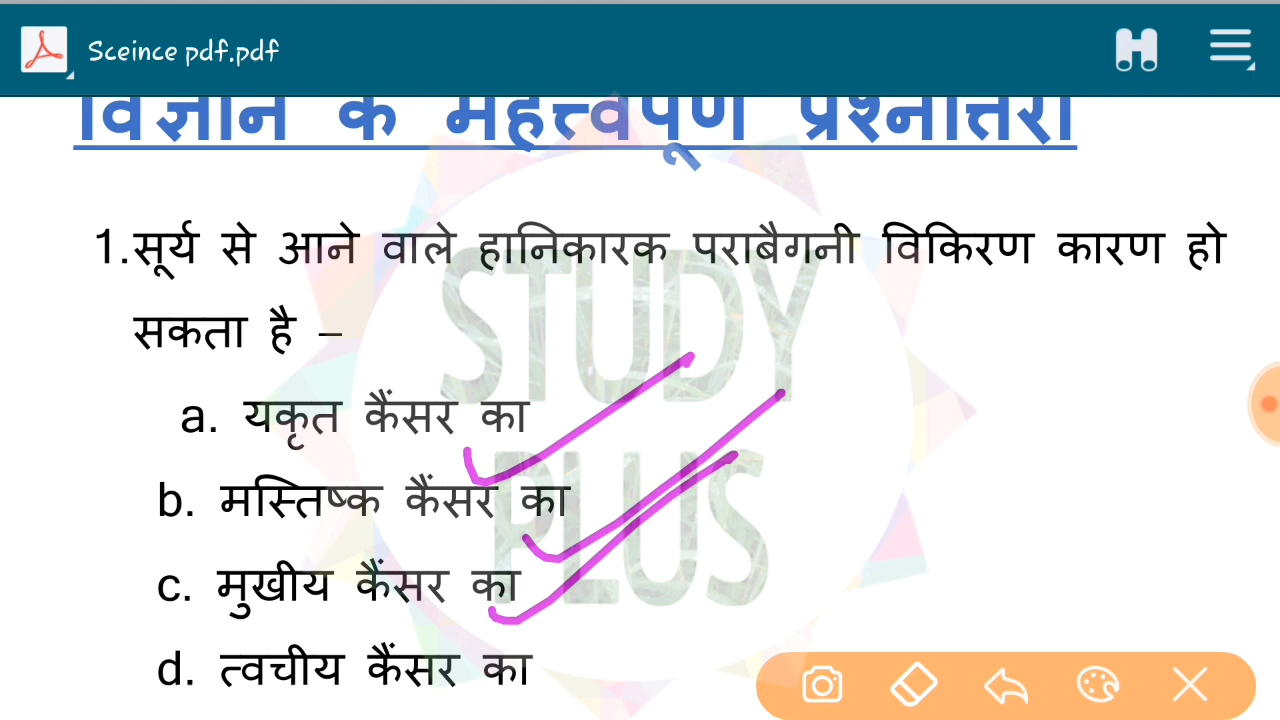 Sceince pdf.pdf
विज्ञान के महत्त्वपूर्ण प्रश्नोत्तरी
1.सूर्य से आने वाले हानिकारक पराबैगनी विकिरण कारण हो
सकता है –
a. यकृत कैंसर का
b. मस्तिष्क कैंसर का
c. मुखीय कैंसर का
d. त्वचीय कैंसर का
STUDY
PLUS